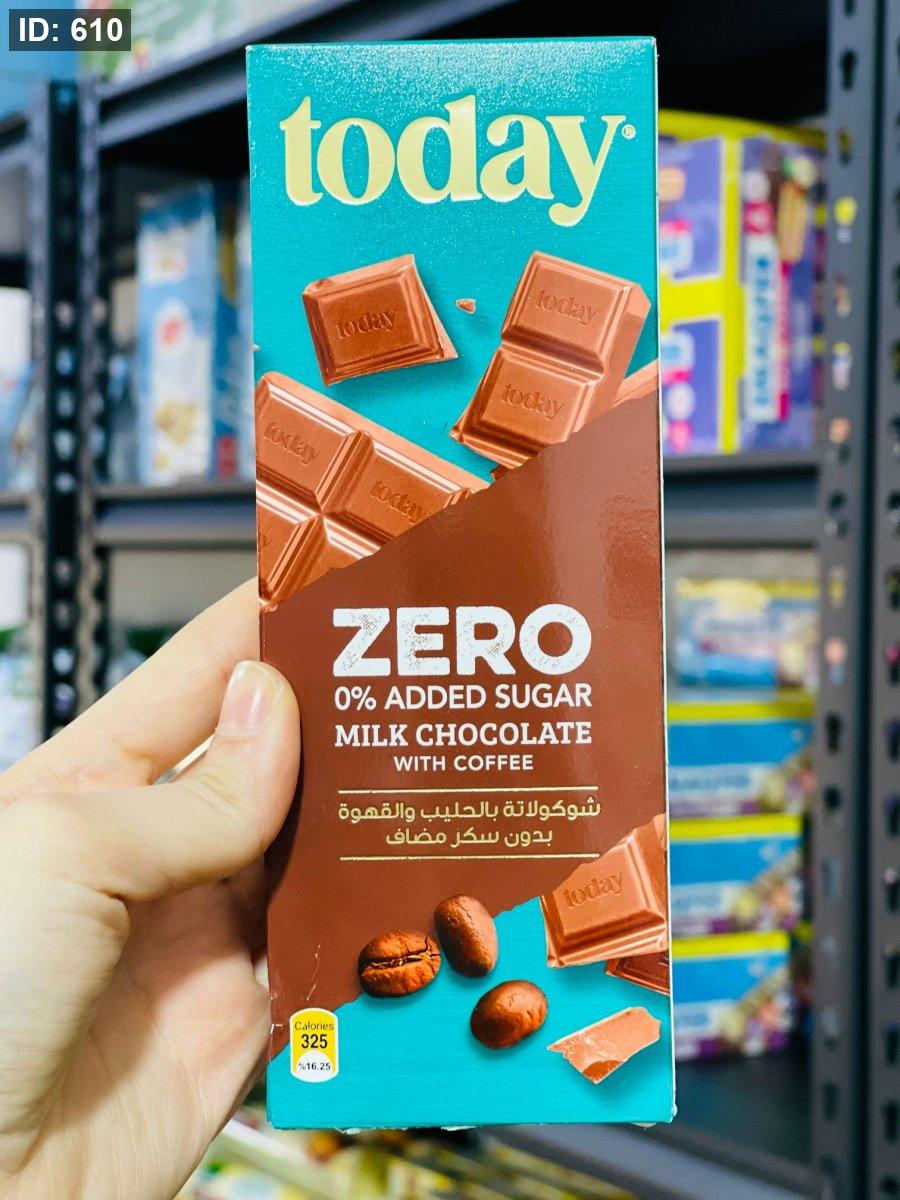 ID: 610
today®
today
today
today
today
today
ZERO
0% ADDED SUGAR
MILK CHOCOLATE
WITH COFFEE
شوكولاتة بالحليب والقهوة
بدون سكر مضاف
today
Calories
325
%16.25